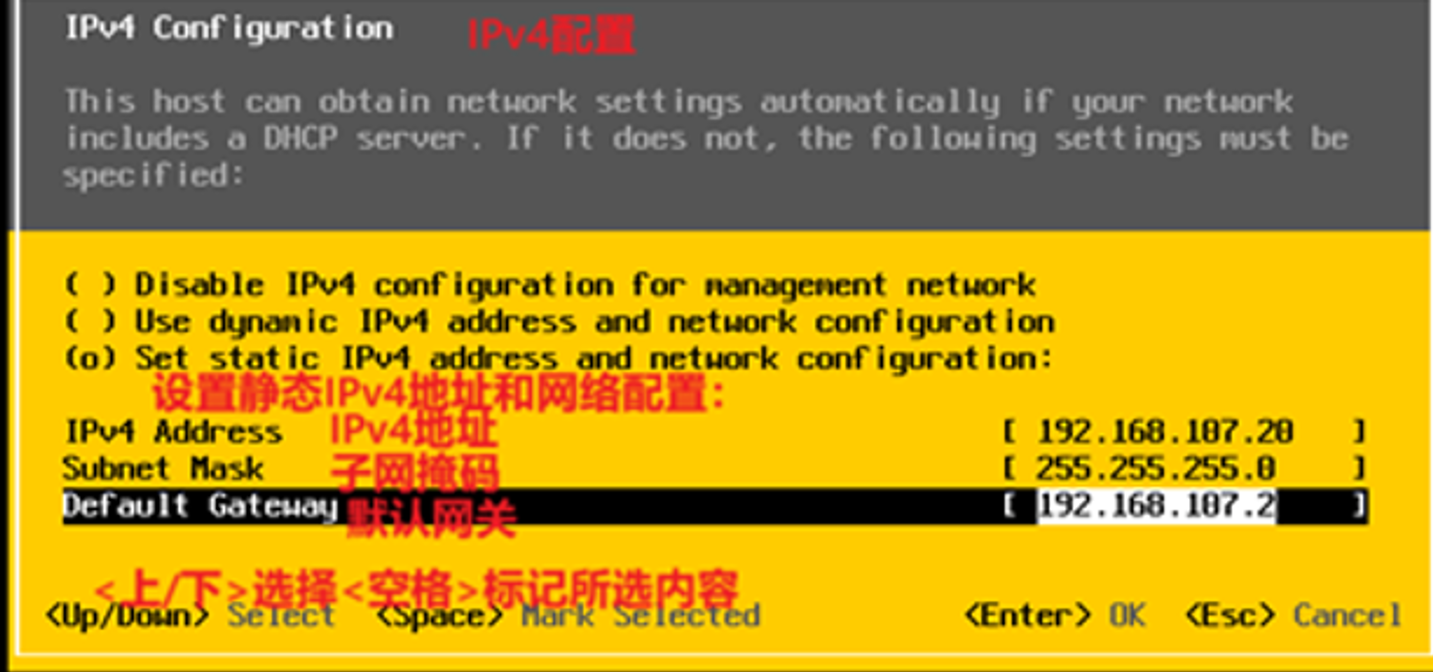 IPv4 Configuration IPv4配置
This host can obtain network settings automatically if your network
includes a DHCP server. If it does not, the following settings must be
specified:
( ) Disable IPv4 configuration for management network
( ) Use dynamic IPv4 address and network configuration
(o) Set static IPv4 address and network configuration:
设置静态IPv4地址和网络配置:
IPv4 Address IPv4地址 [ 192.168.107.20 ]
Subnet Mask 子网掩码 [ 255.255.255.0 ]
Default Gateway 默认网关 [ 192.168.107.2 ]
<上/下>选择<空格>标记所选内容
<Up/Down> Select <Space> Mark Selected <Enter> OK <Esc> Cancel